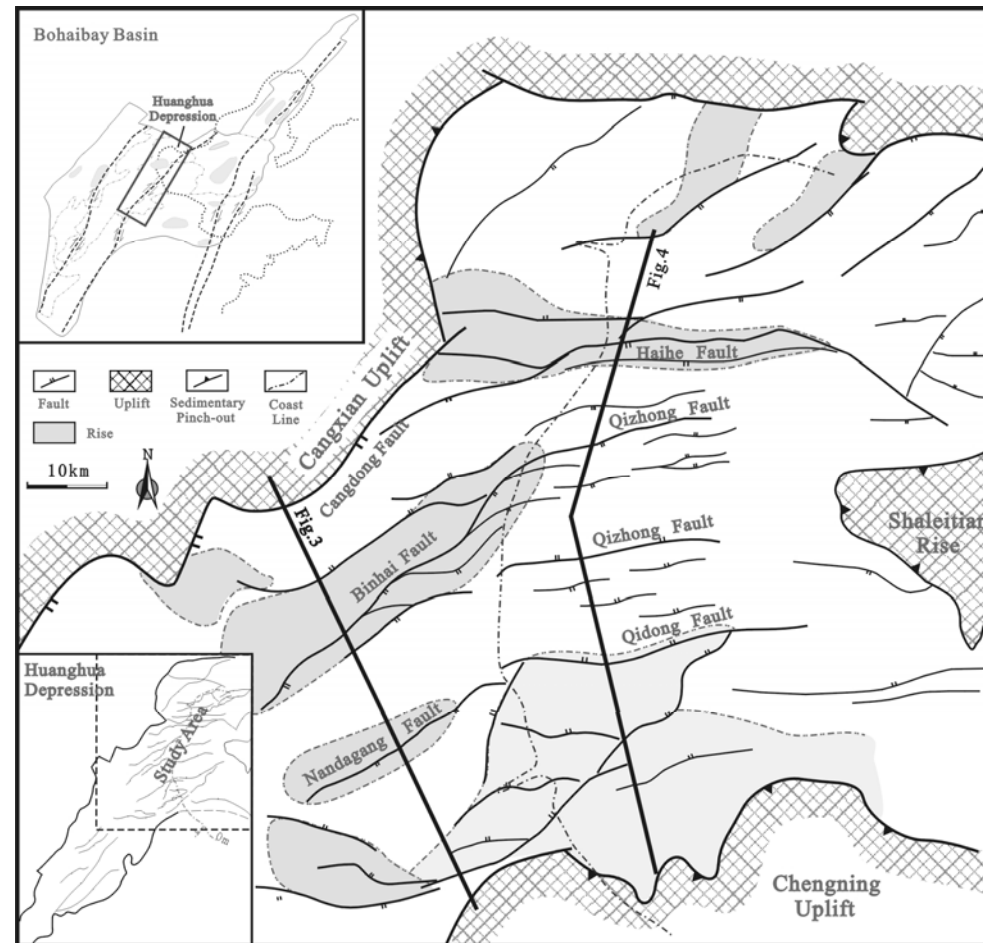 Bohaibay Basin
Huanghua
Depression
Fault
Uplift
Sedimentary
Pinch-out
Coast
Line
Rise
10km
N
Cangxian Uplift
Cangdong Fault
Fig.3
Fig.4
Haihe Fault
Qizhong Fault
Binhai Fault
Qizhong Fault
Shaleitian
Rise
Qidong Fault
Nandagang Fault
Huanghua
Depression
Study Area
0m
Chengning
Uplift